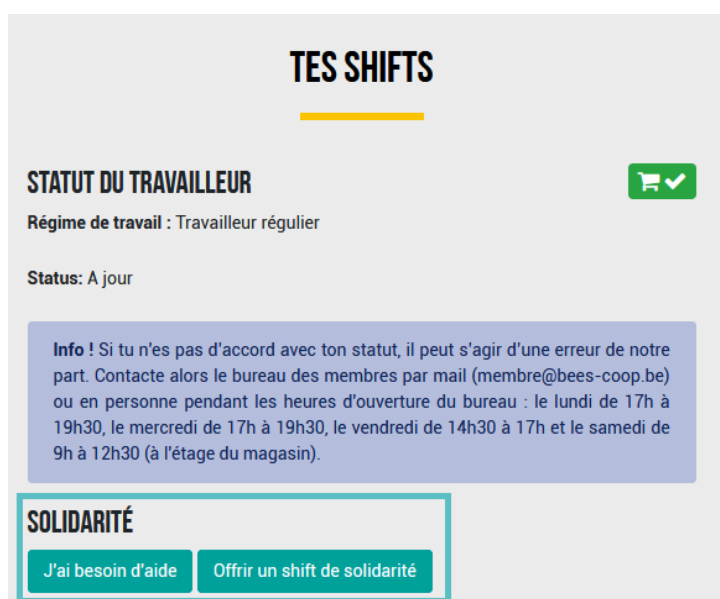 TES SHIFTS
STATUT DU TRAVAILLEUR
Régime de travail : Travailleur régulier
Status: A jour
Info ! Si tu n'es pas d'accord avec ton statut, il peut s'agir d'une erreur de notre
part. Contacte alors le bureau des membres par mail (membre@bees-coop.be)
ou en personne pendant les heures d'ouverture du bureau : le lundi de 17h à
19h30, le mercredi de 17h à 19h30, le vendredi de 14h30 à 17h et le samedi de
9h à 12h30 (à l'étage du magasin).
SOLIDARITÉ
J'ai besoin d'aide Offrir un shift de solidarité